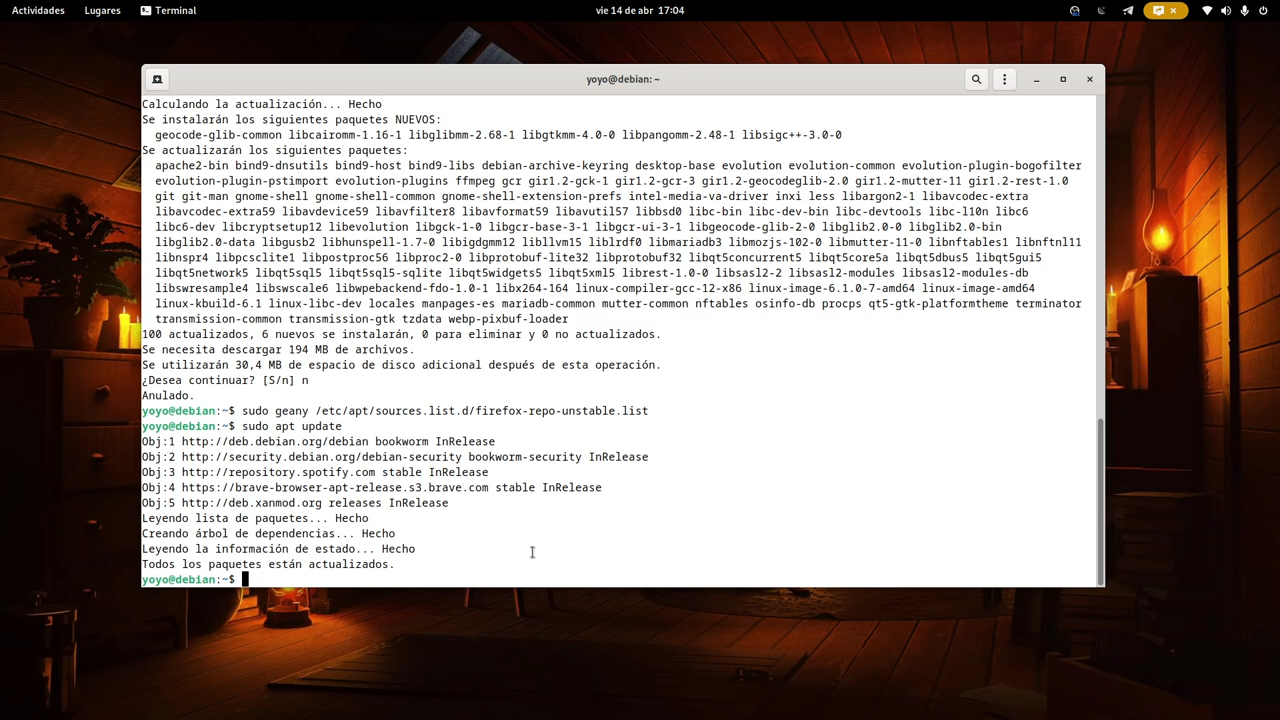 Actividades Lugares Terminal vie 14 de abr 17:04
yoyo@debian: ~
Calculando la actualización... Hecho
Se instalarán los siguientes paquetes NUEVOS:
geocode-glib-common libcairomm-1.16-1 libglibmm-2.68-1 libgtkmm-4.0-0 libpangomm-2.48-1 libsigc++-3.0-0
Se actualizarán los siguientes paquetes:
apache2-bin bind9-dnsutils bind9-host bind9-libs debian-archive-keyring desktop-base evolution evolution-common evolution-plugin-bogofilter
evolution-plugin-pstimport evolution-plugins ffmpeg gcr gir1.2-gck-1 gir1.2-gcr-3 gir1.2-geocodeglib-2.0 gir1.2-mutter-11 gir1.2-rest-1.0
git git-man gnome-shell gnome-shell-common gnome-shell-extension-prefs intel-media-va-driver inxi less libargon2-1 libavcodec-extra
libavcodec-extra59 libavdevice59 libavfilter8 libavformat59 libavutil57 libbsd0 libc-bin libc-dev-bin libc-devtools libc-l10n libc6
libc6-dev libcryptsetup12 libevolution libgck-1-0 libgcr-base-3-1 libgcr-ui-3-1 libgeocode-glib-2-0 libglib2.0-0 libglib2.0-bin
libglib2.0-data libgusb2 libhunspell-1.7-0 libigdgmm12 libllvm15 liblrdf0 libmariadb3 libmozjs-102-0 libmutter-11-0 libnftables1 libnftnl11
libnspr4 libpcsclite1 libpostproc56 libproc2-0 libprotobuf-lite32 libprotobuf32 libqt5concurrent5 libqt5core5a libqt5dbus5 libqt5gui5
libqt5network5 libqt5sql5 libqt5sql5-sqlite libqt5widgets5 libqt5xml5 librest-1.0-0 libsasl2-2 libsasl2-modules libsasl2-modules-db
libswresample4 libswscale6 libwpebackend-fdo-1.0-1 libx264-164 linux-compiler-gcc-12-x86 linux-image-6.1.0-7-amd64 linux-image-amd64
linux-kbuild-6.1 linux-libc-dev locales manpages-es mariadb-common mutter-common nftables osinfo-db procps qt5-gtk-platformtheme terminator
transmission-common transmission-gtk tzdata webp-pixbuf-loader
100 actualizados, 6 nuevos se instalarán, 0 para eliminar y 0 no actualizados.
Se necesita descargar 194 MB de archivos.
Se utilizarán 30,4 MB de espacio de disco adicional después de esta operación.
¿Desea continuar? [S/n] n
Anulado.
yoyo@debian:~$ sudo geany /etc/apt/sources.list.d/firefox-repo-unstable.list
yoyo@debian:~$ sudo apt update
Obj:1 http://deb.debian.org/debian bookworm InRelease
Obj:2 http://security.debian.org/debian-security bookworm-security InRelease
Obj:3 http://repository.spotify.com stable InRelease
Obj:4 https://brave-browser-apt-release.s3.brave.com stable InRelease
Obj:5 http://deb.xanmod.org releases InRelease
Leyendo lista de paquetes... Hecho
Creando árbol de dependencias... Hecho
Leyendo la información de estado... Hecho
Todos los paquetes están actualizados.
yoyo@debian:~$